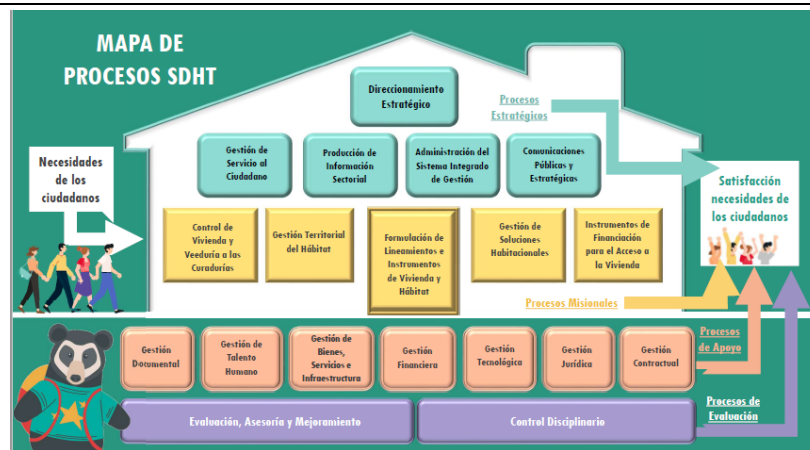 MAPA DE
PROCESOS SDHT
Direccionamiento
Estratégico
Procesos
Estratégicos
Necesidades
de los
ciudadanos
Gestión de
Servicio al
Ciudadano
Producción de
Información
Sectorial
Administración del
Sistema Integrado
de Gestión
Comunicaciones
Públicas y
Estratégicas
Satisfacción
necesidades de
los ciudadanos
Control de
Vivienda y
Veeduría a las
Curadurías
Gestión Territorial
del Hábitat
Formulación de
Lineamientos e
Instrumentos
de Vivienda y
Hábitat
Gestión de
Soluciones
Habitacionales
Instrumentos de
Financiación
para el Acceso a
la Vivienda
Procesos Misionales
Gestión
Documental
Gestión de
Talento
Humano
Gestión de
Bienes,
Servicios e
Infraestructura
Gestión
Financiera
Gestión
Tecnológica
Gestión
Jurídica
Gestión
Contractual
Procesos
de Apoyo
Evaluación, Asesoría y Mejoramiento
Control Disciplinario
Procesos de
Evaluación